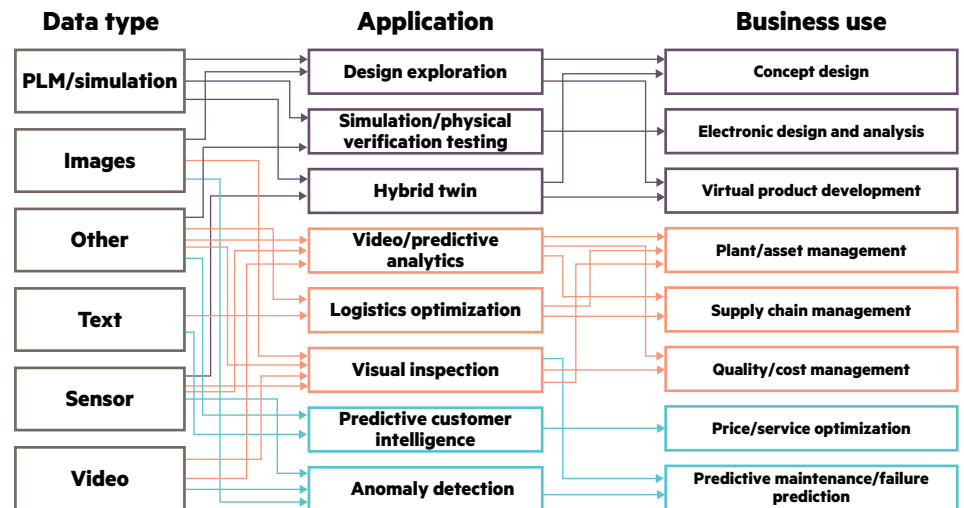 Data type
Application
Business use
PLM/simulation
Design exploration
Concept design
Simulation/physical
verification testing
Electronic design and analysis
Images
Hybrid twin
Virtual product development
Other
Video/predictive
analytics
Plant/asset management
Text
Logistics optimization
Supply chain management
Sensor
Visual inspection
Quality/cost management
Predictive customer
intelligence
Price/service optimization
Video
Anomaly detection
Predictive maintenance/failure
prediction